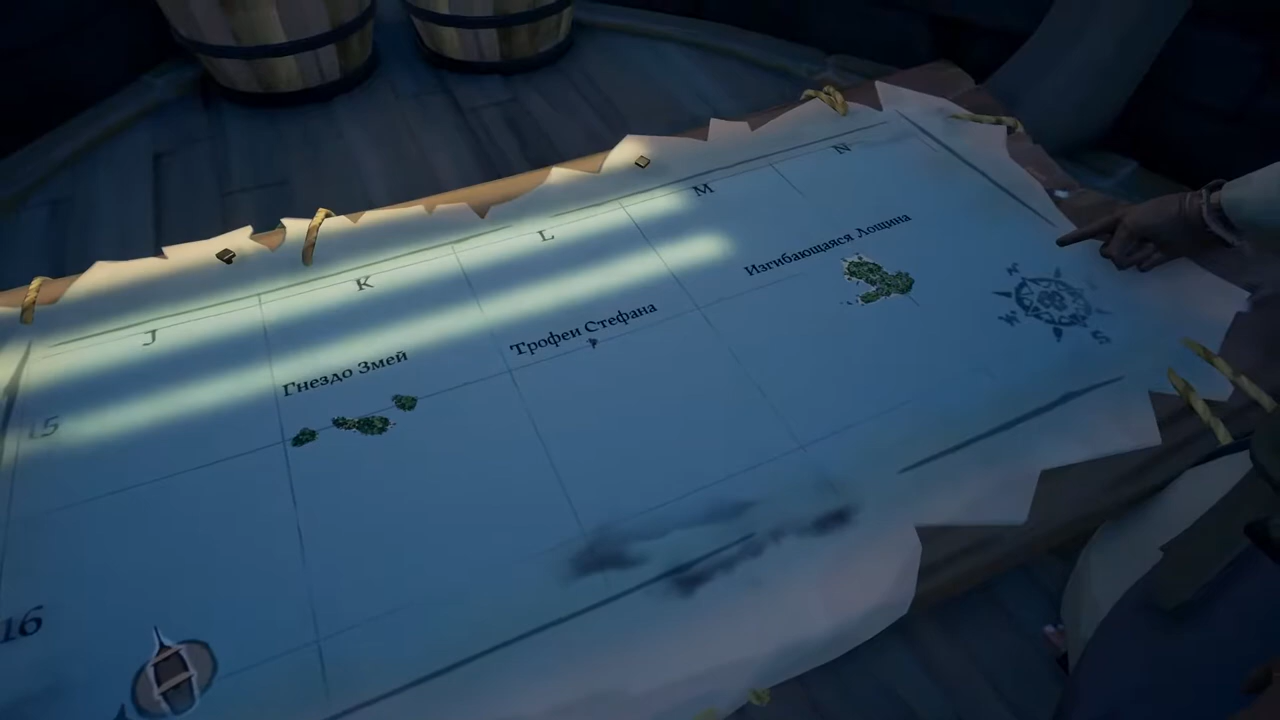 J K L M N
15
Гнездо Змей
Трофеи Стефана
Изгибающаяся Лощина
16